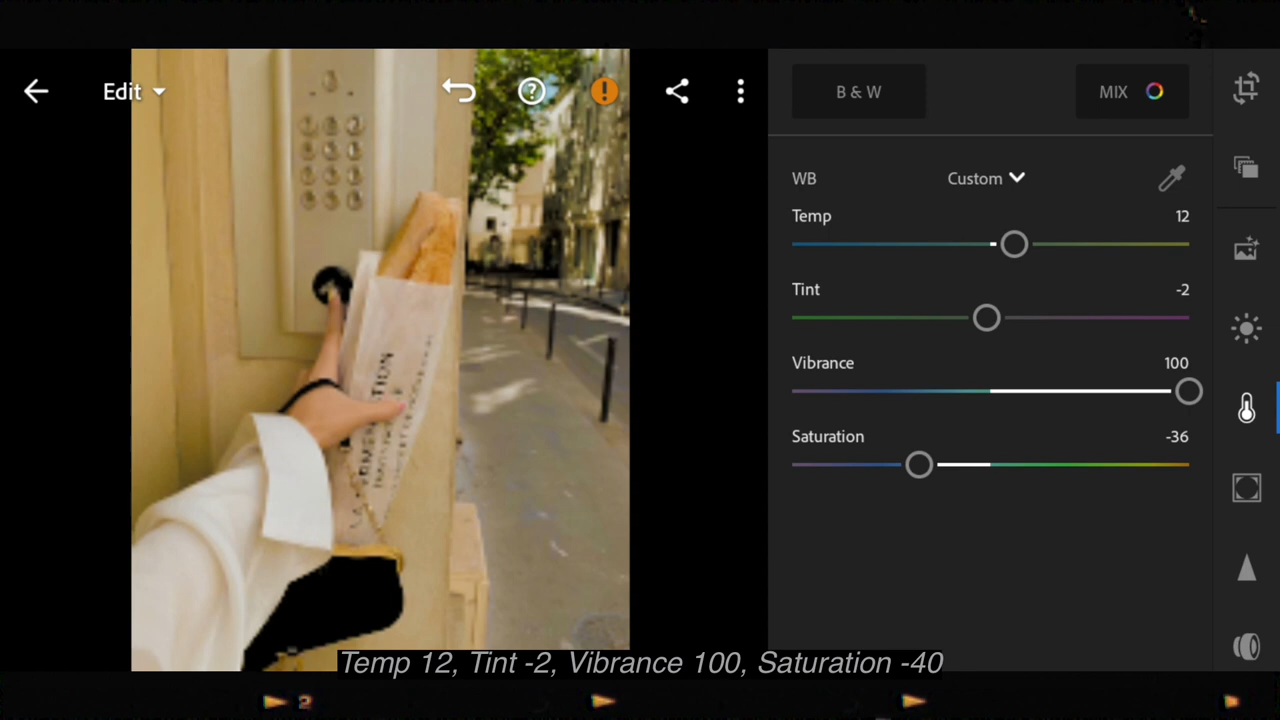 Edit
B & W
MIX
WB
Custom
Temp
12
Tint
-2
Vibrance
100
Saturation
-36
Temp 12, Tint -2, Vibrance 100, Saturation -40
2